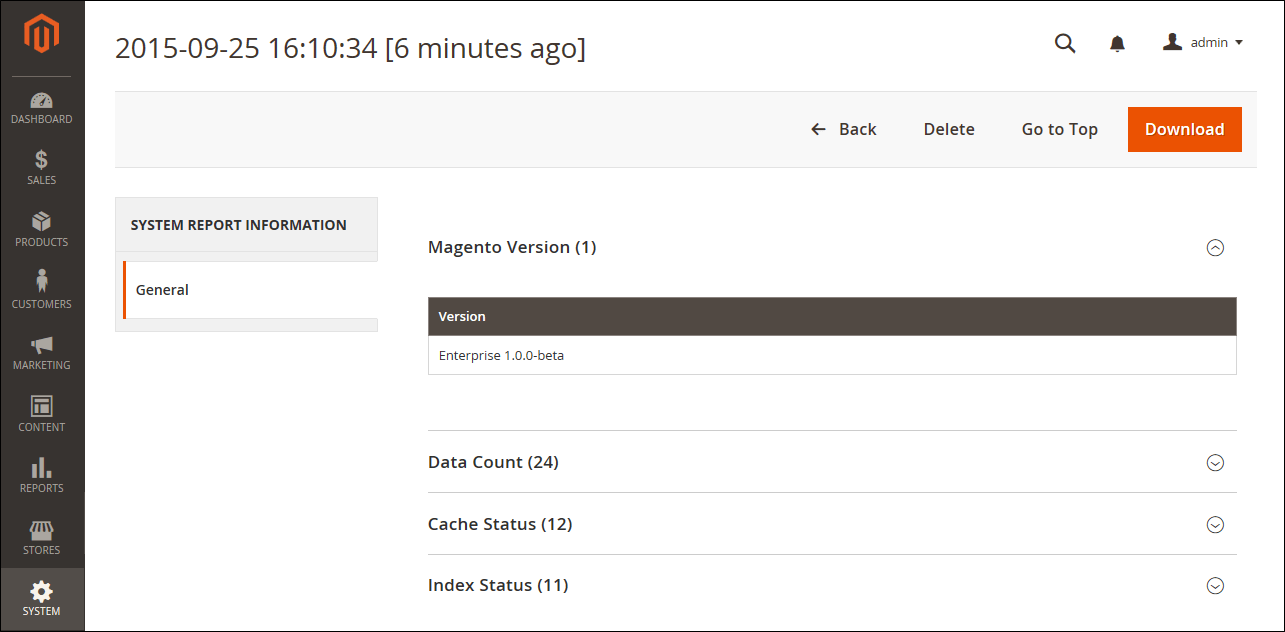 2015-09-25 16:10:34 [6 minutes ago]
admin
DASHBOARD
SALES
PRODUCTS
CUSTOMERS
MARKETING
CONTENT
REPORTS
STORES
SYSTEM
Back Delete Go to Top Download
SYSTEM REPORT INFORMATION
General
Magento Version (1)
Version
Enterprise 1.0.0-beta
Data Count (24)
Cache Status (12)
Index Status (11)